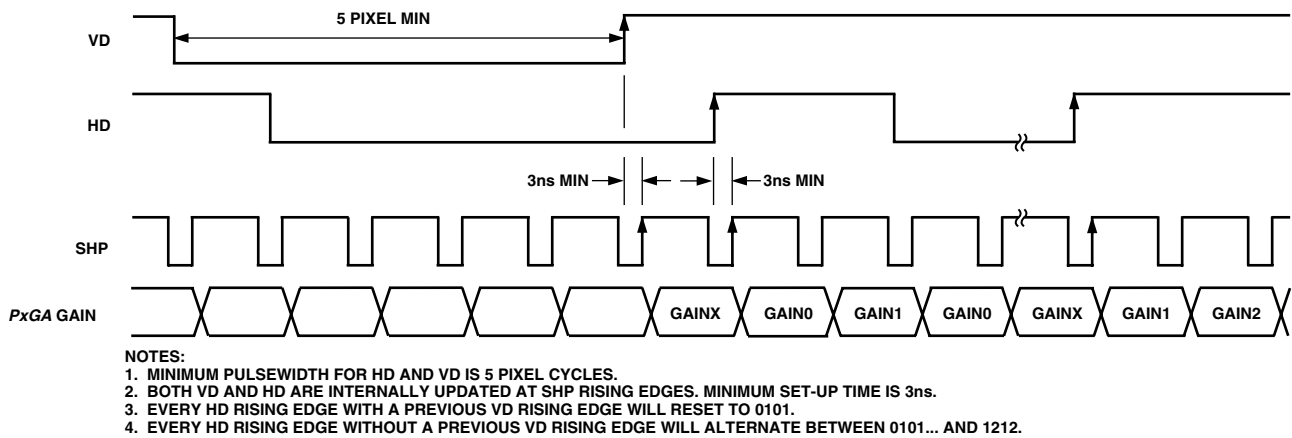 5 PIXEL MIN
VD
HD
3ns MIN 3ns MIN
SHP
PxGA GAIN GAINX GAIN0 GAIN1 GAIN0 GAINX GAIN1 GAIN2
NOTES:
1. MINIMUM PULSEWIDTH FOR HD AND VD IS 5 PIXEL CYCLES.
2. BOTH VD AND HD ARE INTERNALLY UPDATED AT SHP RISING EDGES. MINIMUM SET-UP TIME IS 3ns.
3. EVERY HD RISING EDGE WITH A PREVIOUS VD RISING EDGE WILL RESET TO 0101.
4. EVERY HD RISING EDGE WITHOUT A PREVIOUS VD RISING EDGE WILL ALTERNATE BETWEEN 0101... AND 1212.